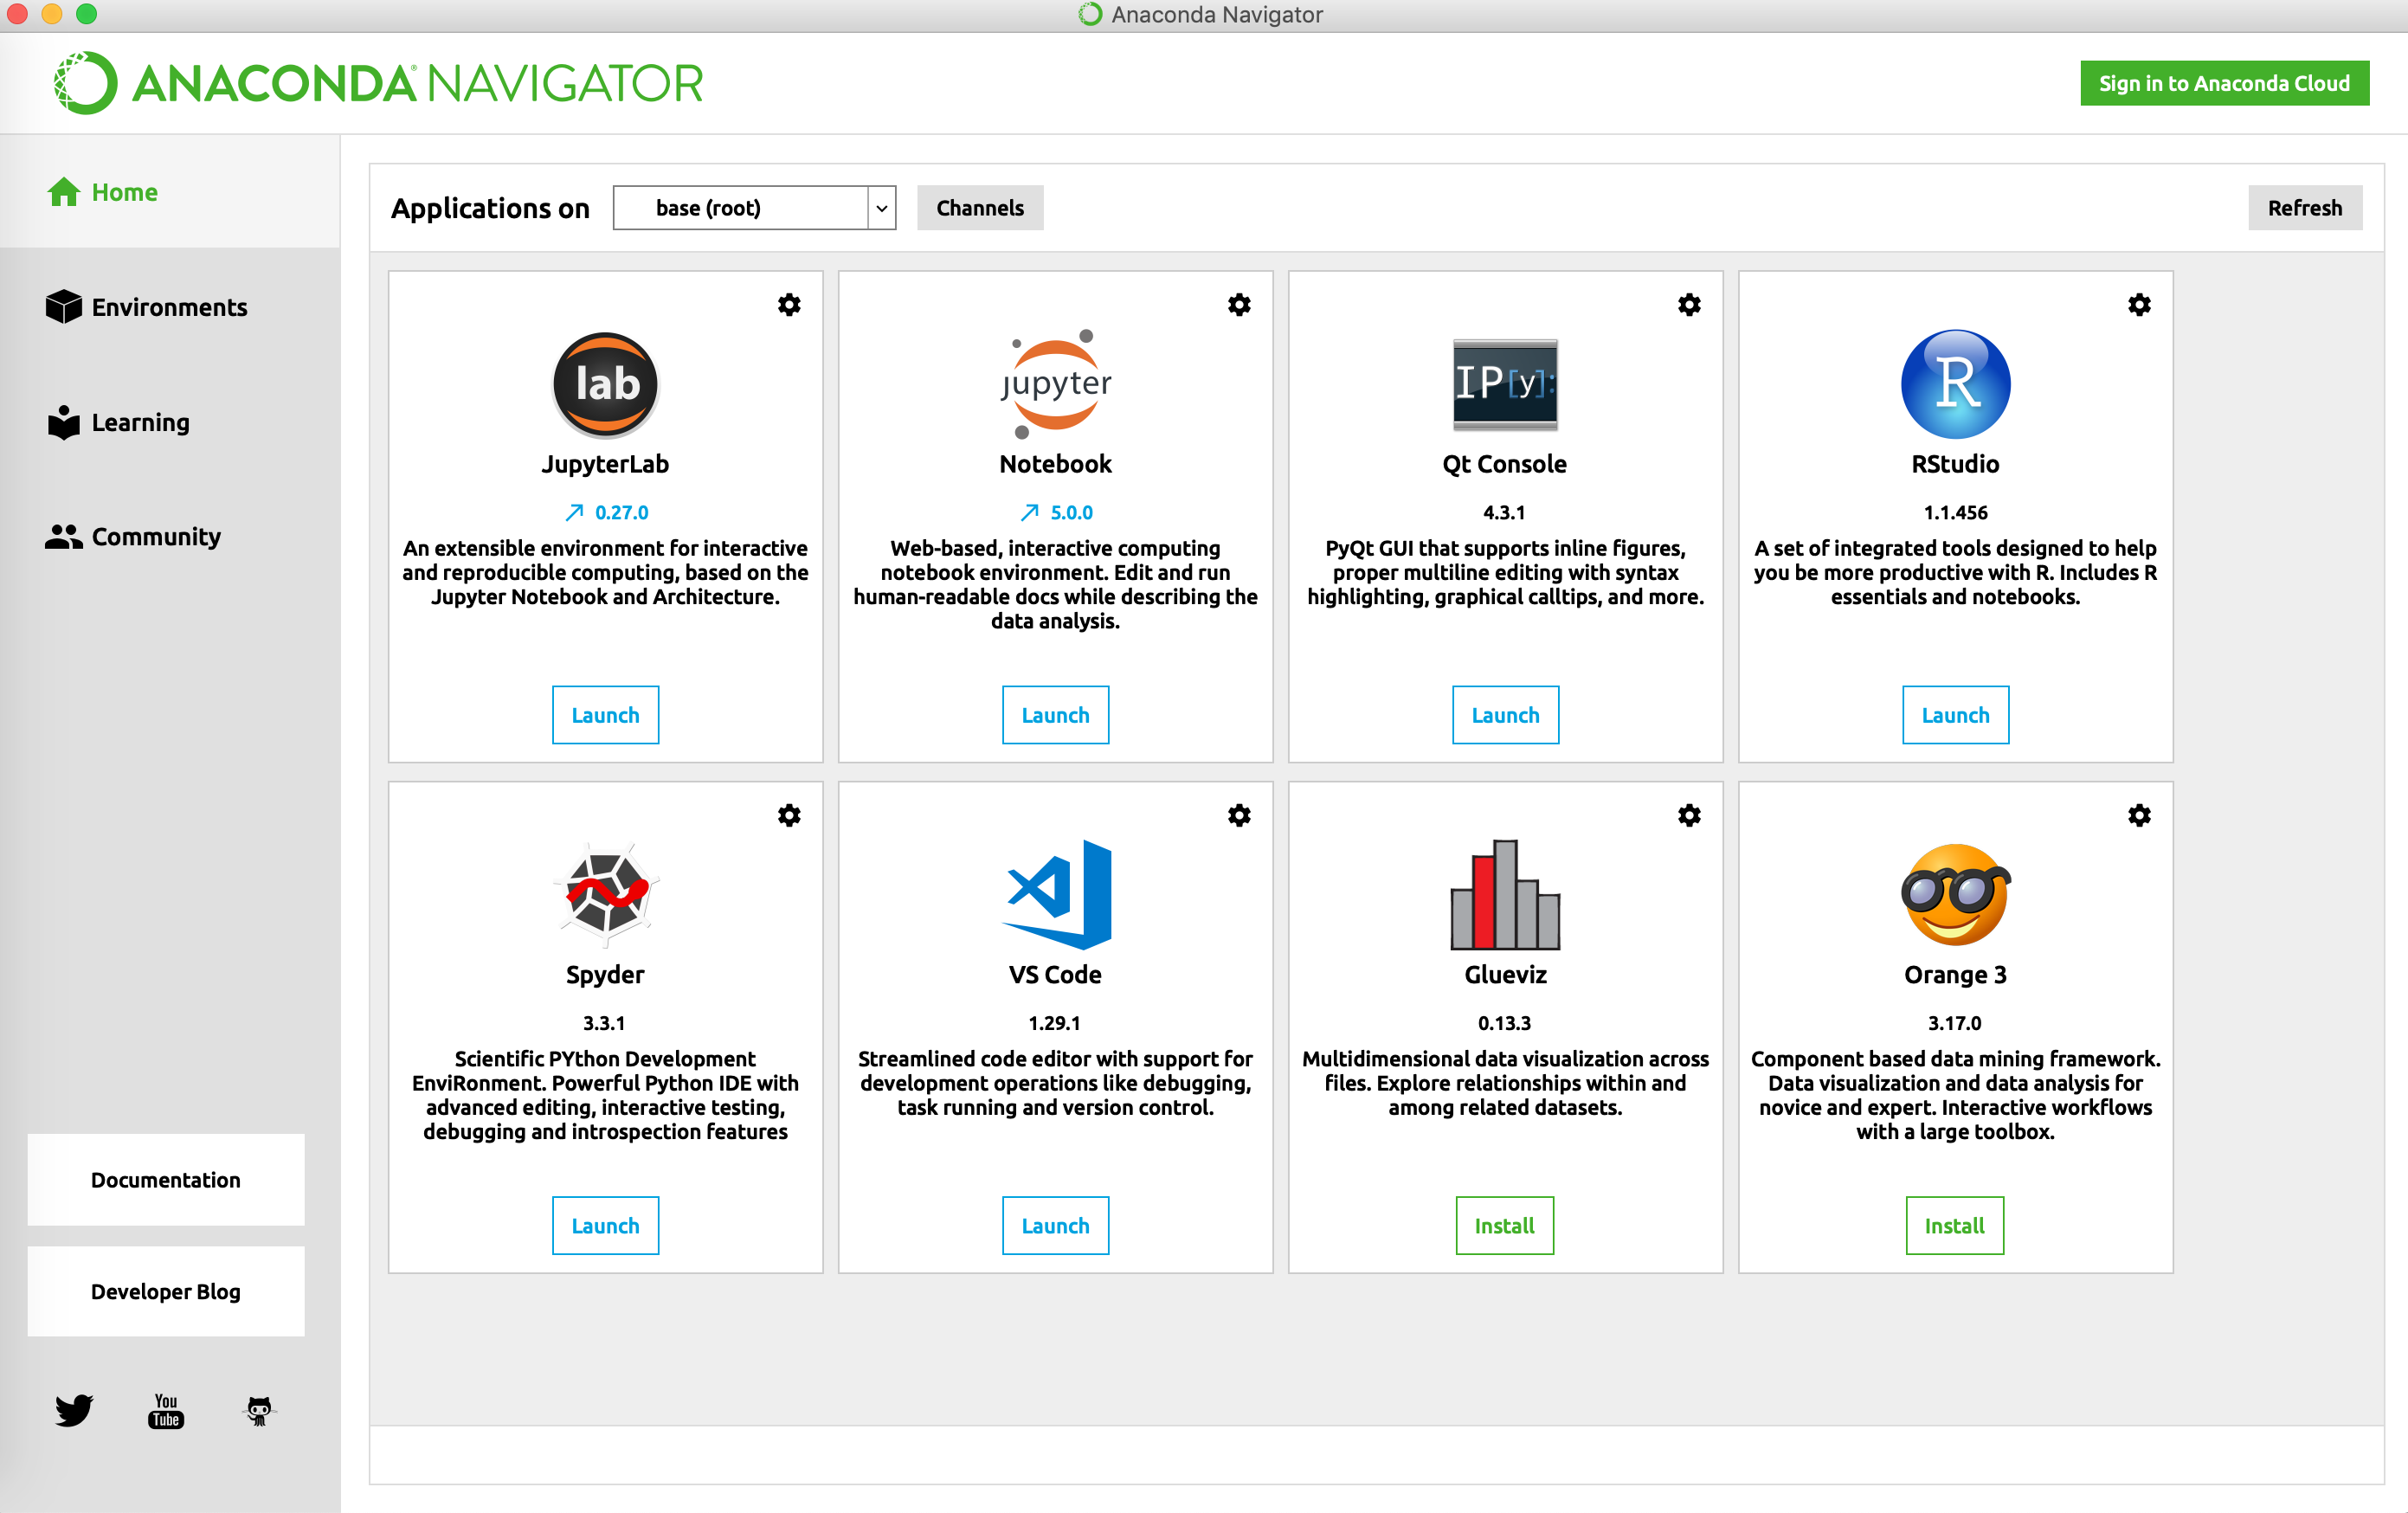 Anaconda Navigator
ANACONDA® NAVIGATOR
Sign in to Anaconda Cloud
Home
Environments
Learning
Community
Documentation
Developer Blog
You
Tube
Applications on
base (root)
Channels
Refresh
lab
JupyterLab
0.27.0
An extensible environment for interactive
and reproducible computing, based on the
Jupyter Notebook and Architecture.
Launch
jupyter
Notebook
5.0.0
Web-based, interactive computing
notebook environment. Edit and run
human-readable docs while describing the
data analysis.
Launch
IP[y]:
Qt Console
4.3.1
PyQt GUI that supports inline figures,
proper multiline editing with syntax
highlighting, graphical calltips, and more.
Launch
R
RStudio
1.1.456
A set of integrated tools designed to help
you be more productive with R. Includes R
essentials and notebooks.
Launch
Spyder
3.3.1
Scientific PYthon Development
EnviRonment. Powerful Python IDE with
advanced editing, interactive testing,
debugging and introspection features
Launch
VS Code
1.29.1
Streamlined code editor with support for
development operations like debugging,
task running and version control.
Launch
Glueviz
0.13.3
Multidimensional data visualization across
files. Explore relationships within and
among related datasets.
Install
Orange 3
3.17.0
Component based data mining framework.
Data visualization and data analysis for
novice and expert. Interactive workflows
with a large toolbox.
Install